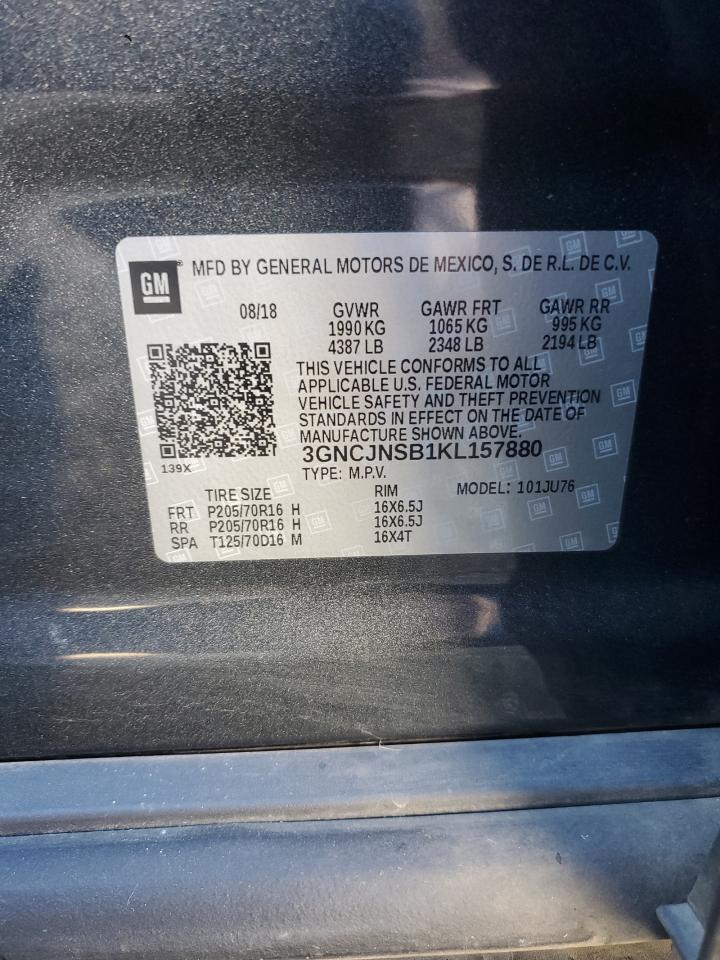 GM® MFD BY GENERAL MOTORS DE MEXICO, S. DE R.L. DE C.V.
08/18 GVWR GAWR FRT GAWR RR
1990 KG 1065 KG 995 KG
4387 LB 2348 LB 2194 LB
THIS VEHICLE CONFORMS TO ALL
APPLICABLE U.S. FEDERAL MOTOR
VEHICLE SAFETY AND THEFT PREVENTION
STANDARDS IN EFFECT ON THE DATE OF
MANUFACTURE SHOWN ABOVE.
3GNCJNSB1KL157880
139X
TYPE: M.P.V. MODEL: 101JU76
TIRE SIZE RIM
FRT P205/70R16 H 16X6.5J
RR P205/70R16 H 16X6.5J
SPA T125/70D16 M 16X4T